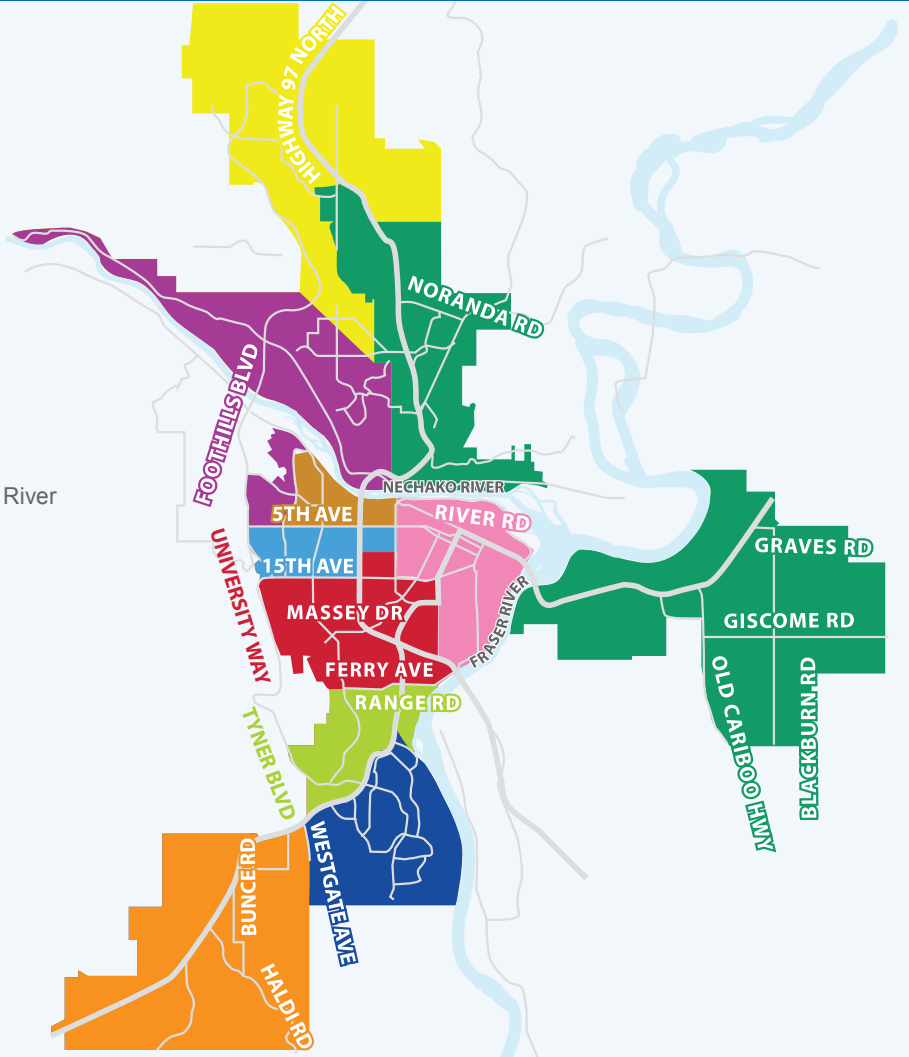 HIGHWAY 97 NORTH
NORANDA RD
FOOTHILLS BLVD
NECHAKO RIVER
River
5TH AVE
RIVER RD
15TH AVE
GRAVES RD
UNIVERSITY WAY
MASSEY DR
FRASER RIVER
GISCOME RD
FERRY AVE
RANGE RD
OLD CARIBOO HWY
BLACKBURN RD
TYNER BLVD
WESTGATE AVE
BUNCE RD
HALDI RD